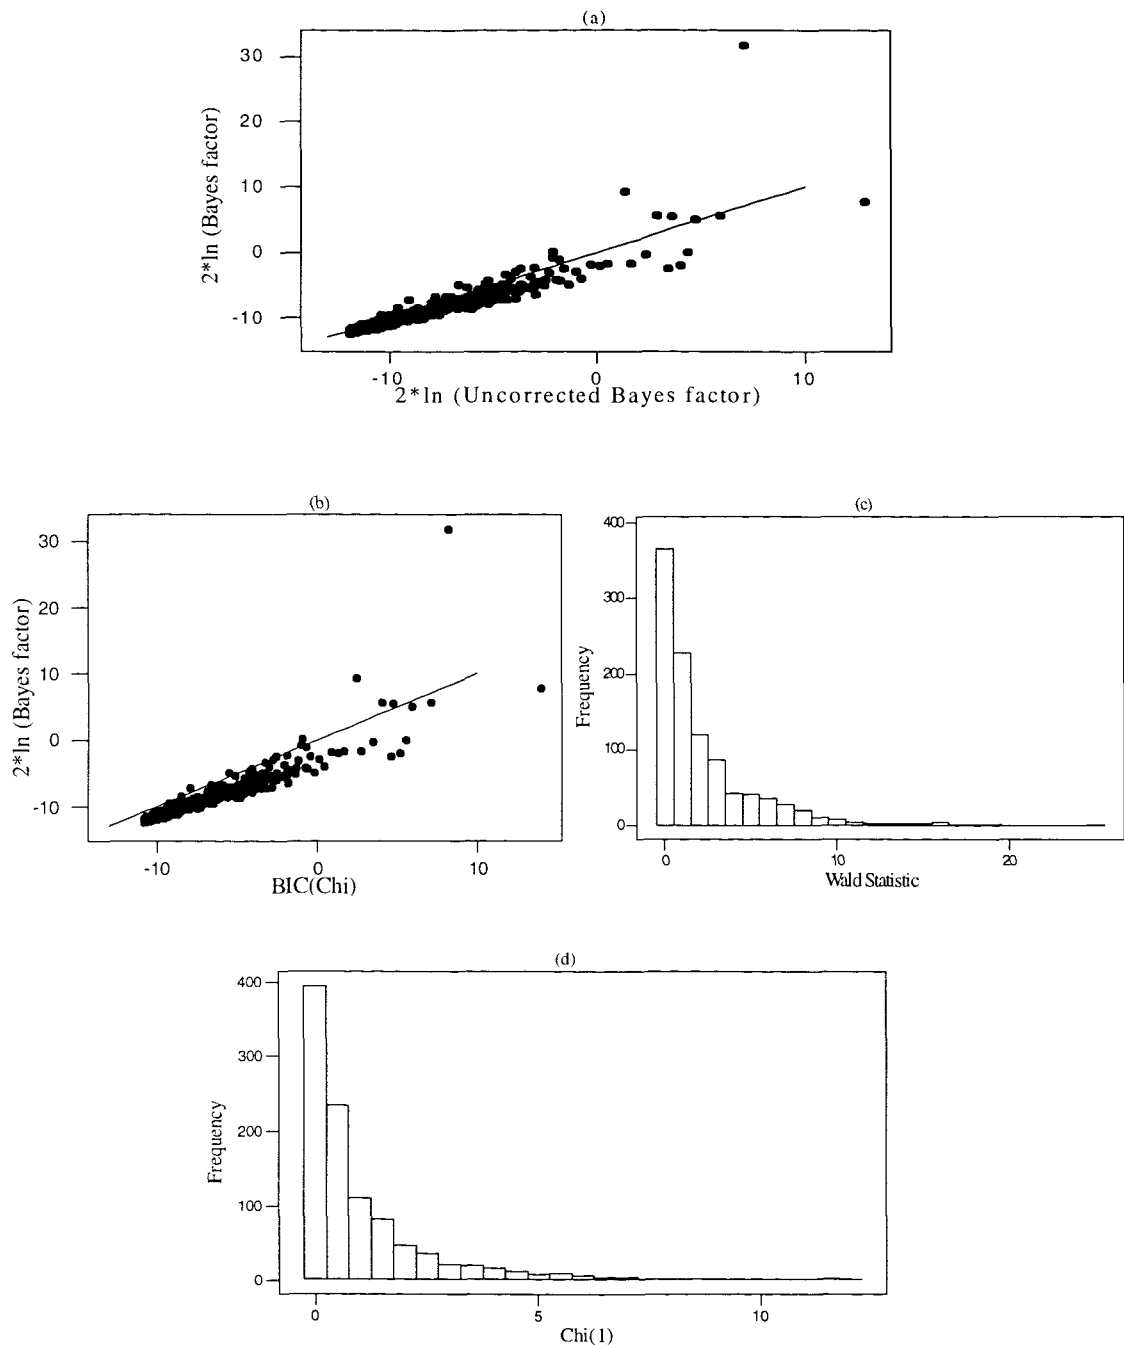 (a)
30
20
10
0
-10
2*ln (Bayes factor)
-10 0 10
2*ln (Uncorrected Bayes factor)
(b)
30
20
10
0
-10
2*ln (Bayes factor)
-10 0 10
BIC(Chi)
(c)
400
300
200
100
0
Frequency
0 10 20
Wald Statistic
(d)
400
300
200
100
0
Frequency
0 5 10
Chi(1)